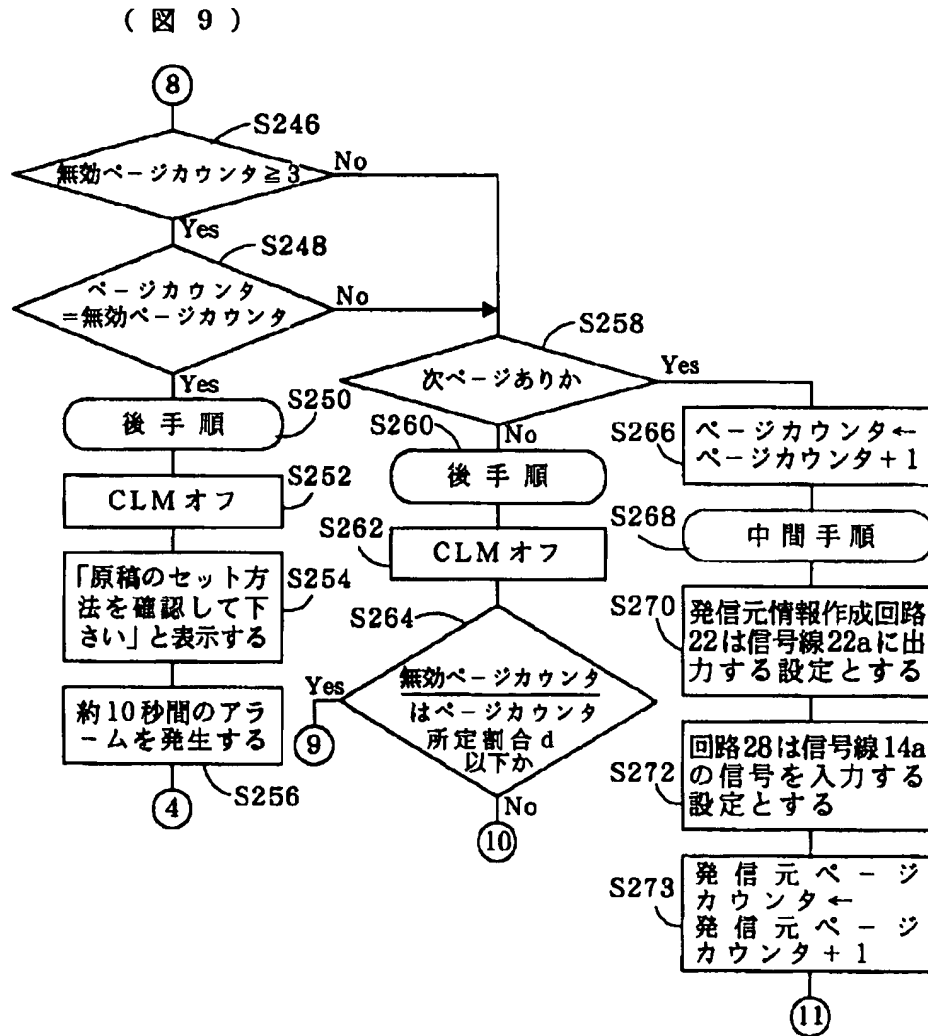 (図 9)
8
S246
無効ページカウンタ≧3
No
Yes
S248
ページカウンタ
=無効ページカウンタ
No
Yes
S250
後手順
S252
CLMオフ
S254
「原稿のセット方
法を確認して下
さい」と表示する
約10秒間のアラ
ームを発生する
S256
4
S258
次ページありか
Yes
No
S260
後手順
S262
CLMオフ
S264
無効ページカウンタ
はページカウンタ
所定割合d
以下か
Yes
9
No
10
S266
ページカウンタ←
ページカウンタ+1
S268
中間手順
S270
発信元情報作成回路
22は信号線22aに出
力する設定とする
S272
回路28は信号線14a
の信号を入力する
設定とする
S273
発信元ページ
カウンタ←
発信元ページ
カウンタ+1
11